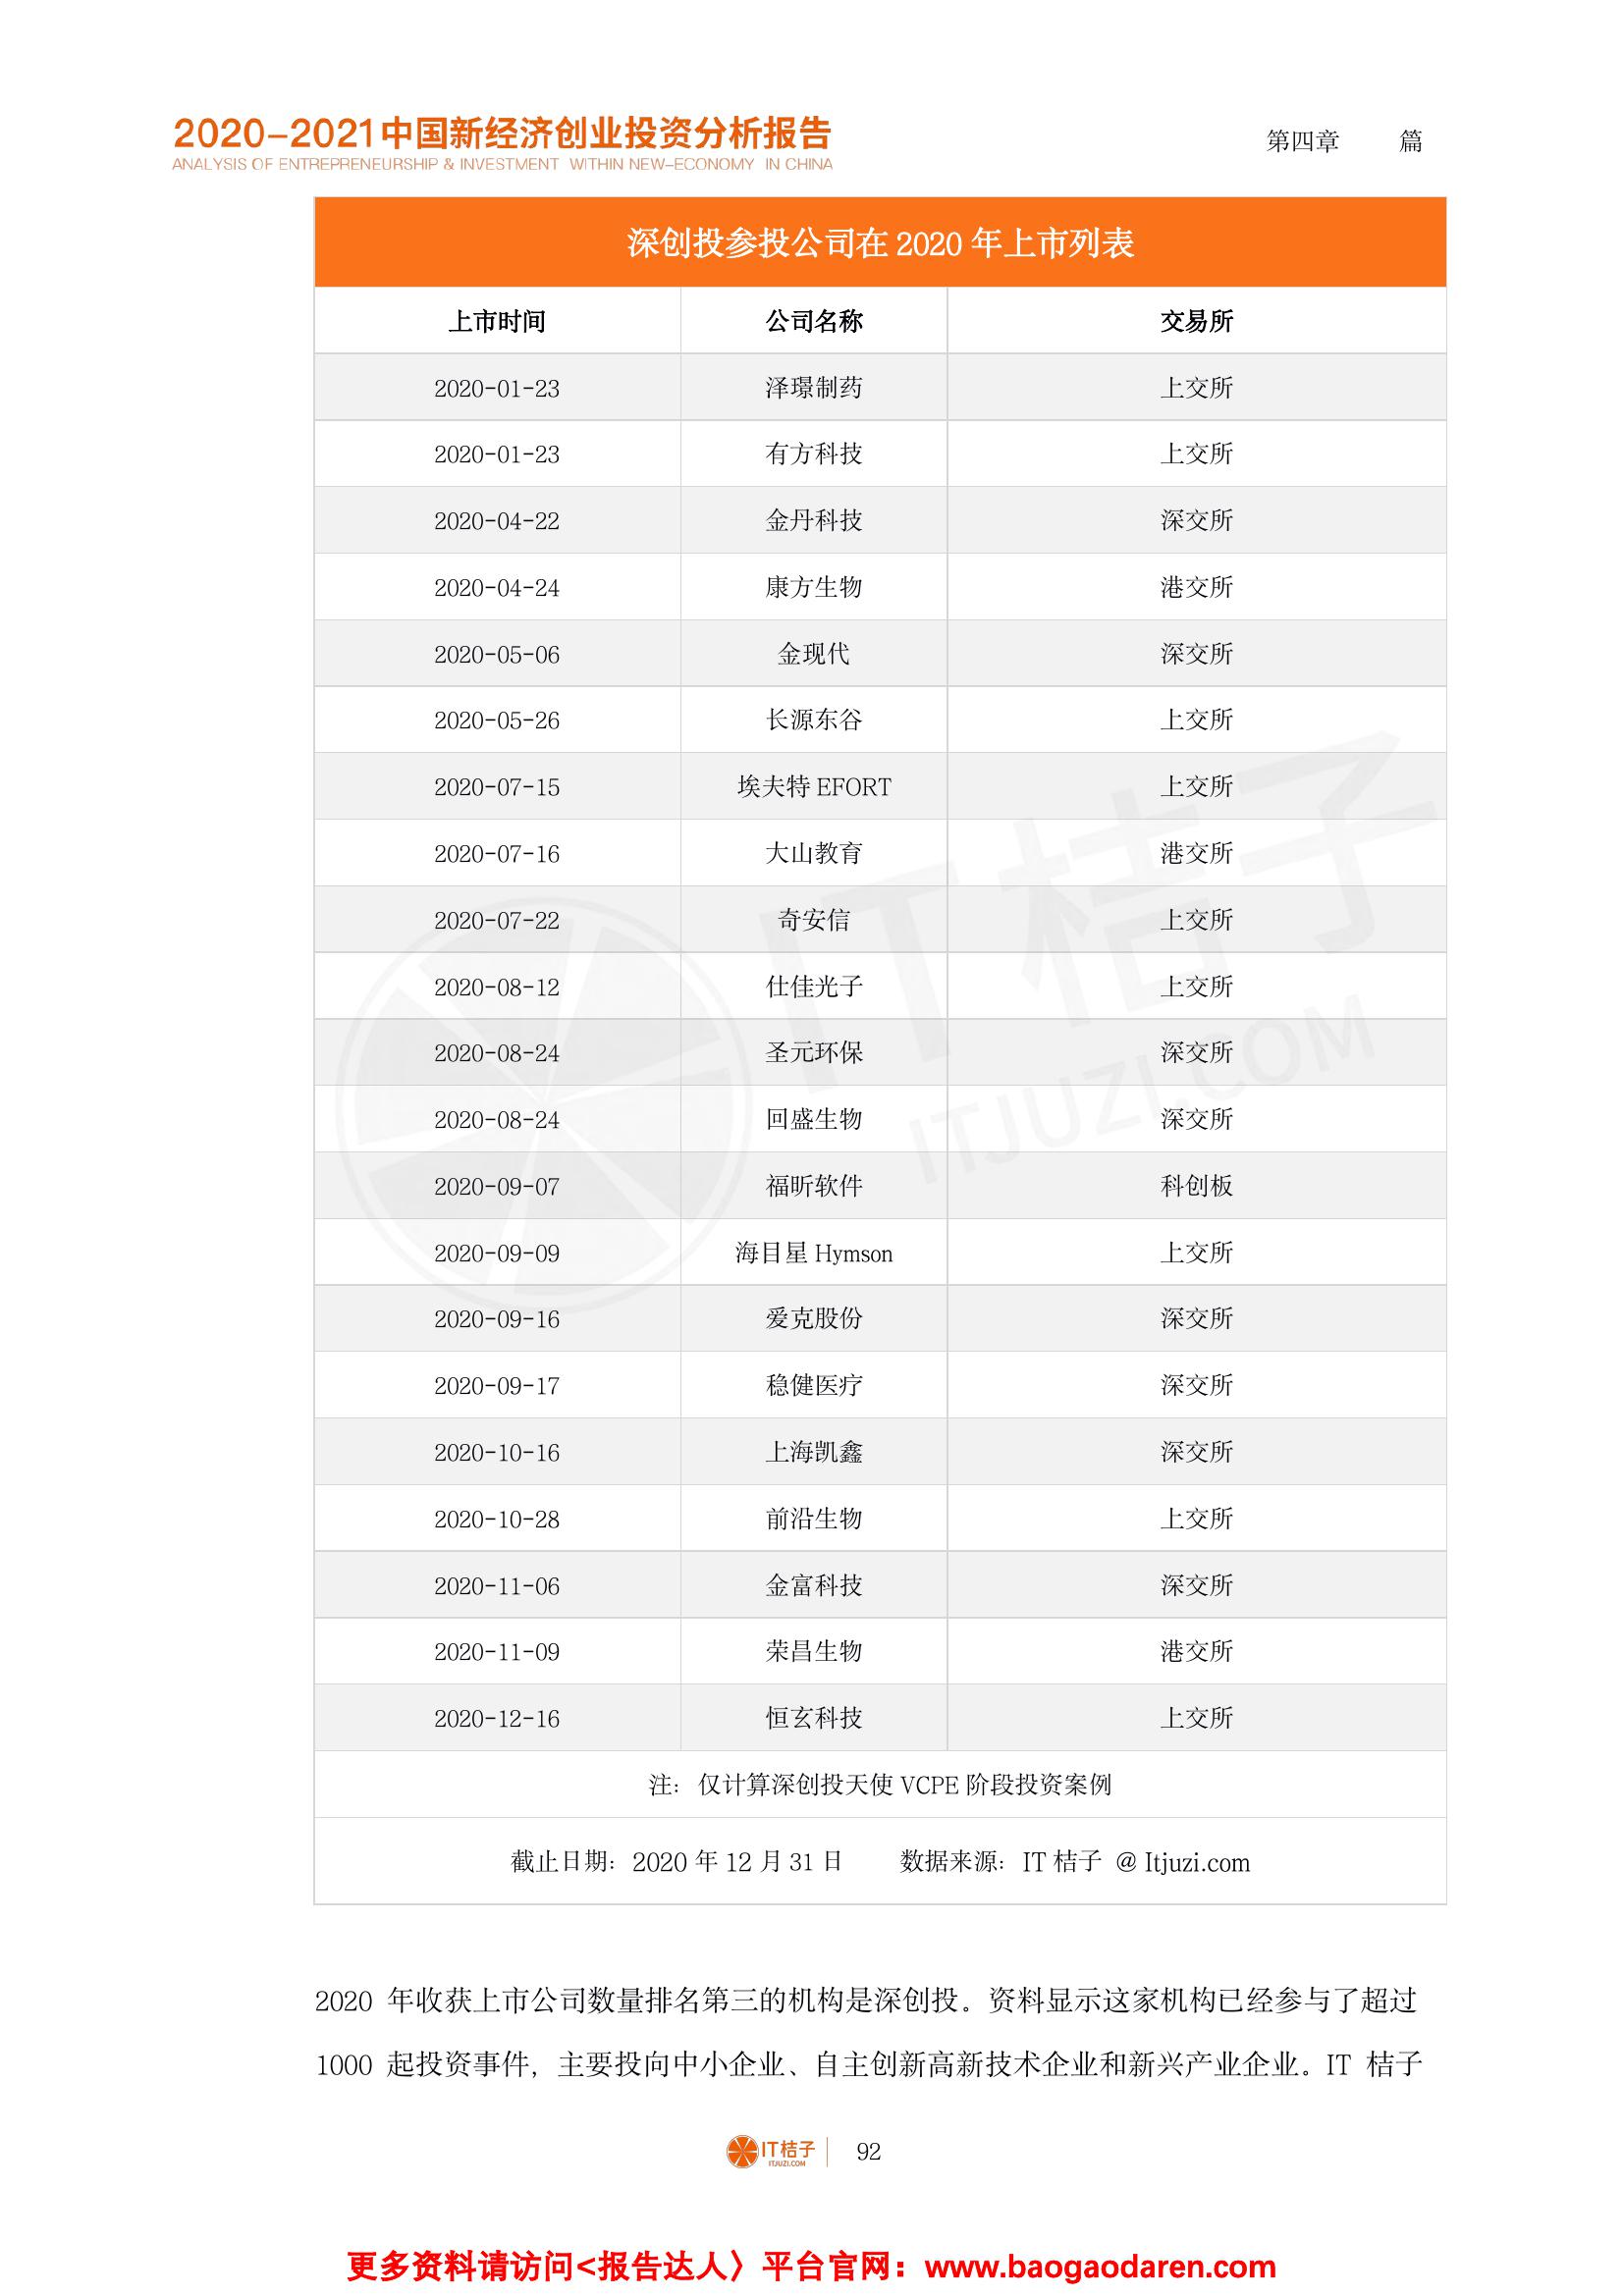 2020-2021中国新经济创业投资分析报告
ANALYSIS OF ENTREPRENEURSHIP & INVESTMENT WITHIN NEW-ECONOMY IN CHINA
第四章 篇
深创投参投公司在 2020 年上市列表
上市时间 公司名称 交易所
2020-01-23 泽璟制药 上交所
2020-01-23 有方科技 上交所
2020-04-22 金丹科技 深交所
2020-04-24 康方生物 港交所
2020-05-06 金现代 深交所
2020-05-26 长源东谷 上交所
2020-07-15 埃夫特 EFORT 上交所
2020-07-16 大山教育 港交所
2020-07-22 奇安信 上交所
2020-08-12 仕佳光子 上交所
2020-08-24 圣元环保 深交所
2020-08-24 回盛生物 深交所
2020-09-07 福昕软件 科创板
2020-09-09 海目星 Hymson 上交所
2020-09-16 爱克股份 深交所
2020-09-17 稳健医疗 深交所
2020-10-16 上海凯鑫 深交所
2020-10-28 前沿生物 上交所
2020-11-06 金富科技 深交所
2020-11-09 荣昌生物 港交所
2020-12-16 恒玄科技 上交所
注：仅计算深创投天使 VCPE 阶段投资案例
截止日期：2020 年 12 月 31 日 数据来源：IT 桔子 @ Itjuzi.com
IT桔子
ITJUZI.COM
2020 年收获上市公司数量排名第三的机构是深创投。资料显示这家机构已经参与了超过
1000 起投资事件，主要投向中小企业、自主创新高新技术企业和新兴产业企业。IT 桔子
IT桔子
ITJUZI.COM
92
更多资料请访问<报告达人〉平台官网：www.baogaodaren.com